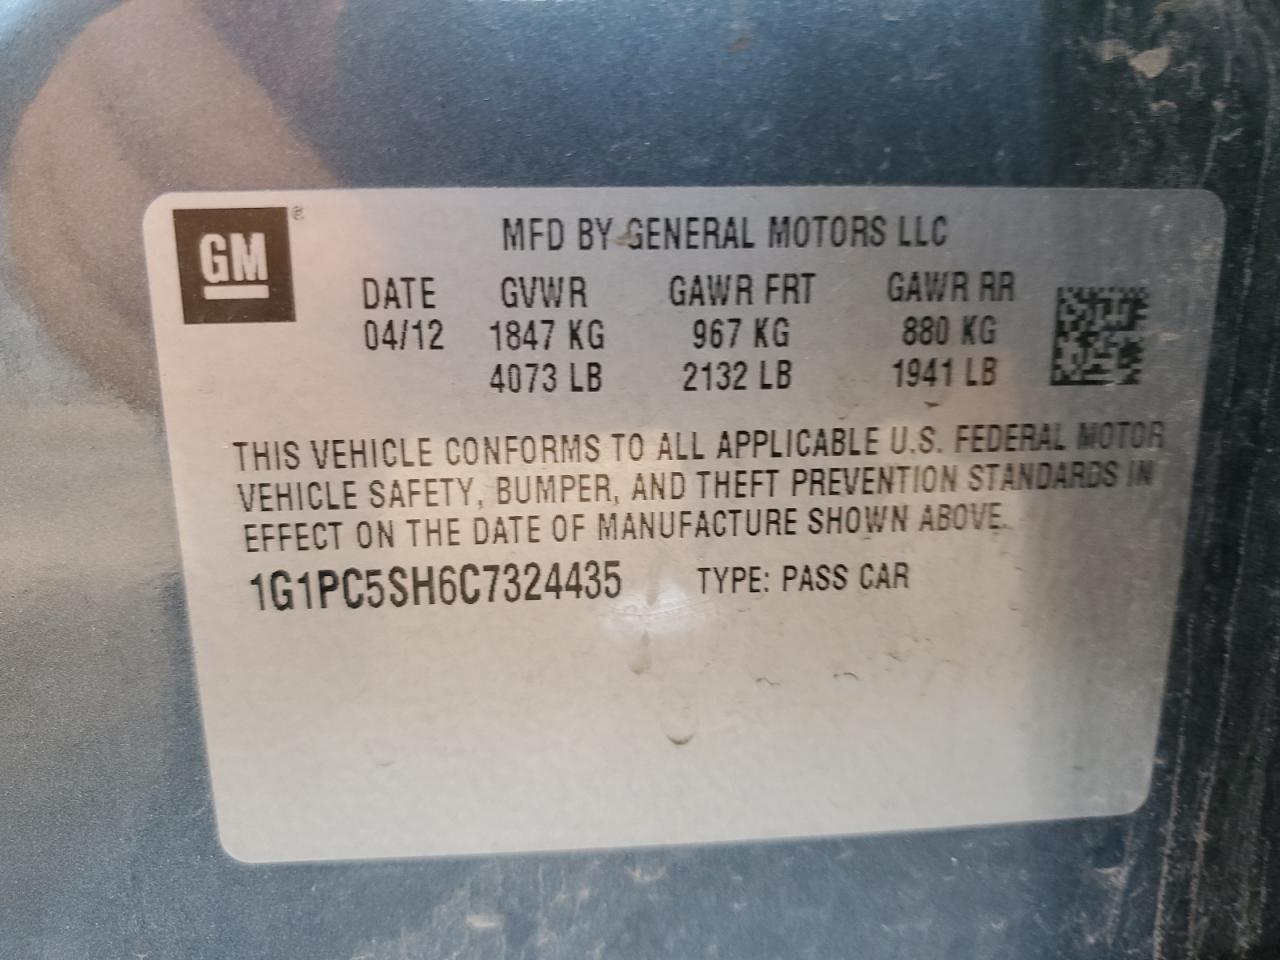 GM ®
MFD BY GENERAL MOTORS LLC
DATE GVWR GAWR FRT GAWR RR
04/12 1847 KG 967 KG 880 KG
4073 LB 2132 LB 1941 LB
THIS VEHICLE CONFORMS TO ALL APPLICABLE U.S. FEDERAL MOTOR
VEHICLE SAFETY, BUMPER, AND THEFT PREVENTION STANDARDS IN
EFFECT ON THE DATE OF MANUFACTURE SHOWN ABOVE.
1G1PC5SH6C7324435 TYPE: PASS CAR